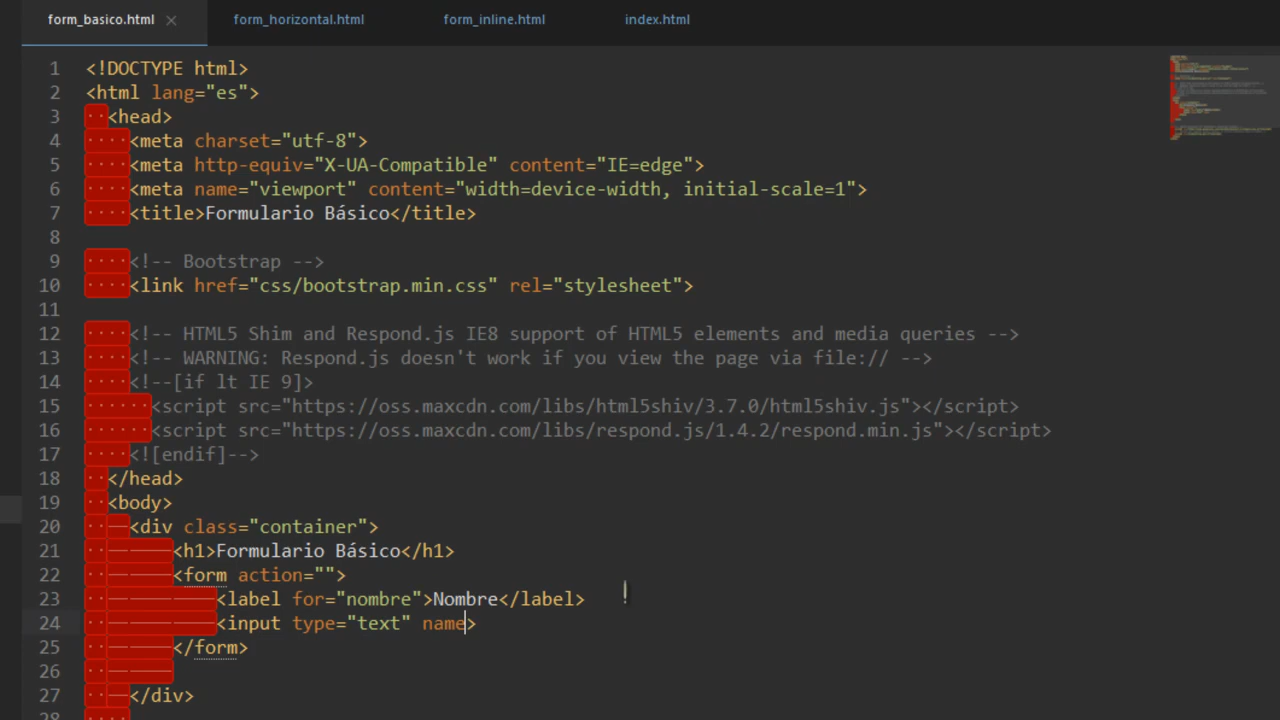 form_basico.html × form_horizontal.html form_inline.html index.html
1 <!DOCTYPE html>
2 <html lang="es">
3 <head>
4 <meta charset="utf-8">
5 <meta http-equiv="X-UA-Compatible" content="IE=edge">
6 <meta name="viewport" content="width=device-width, initial-scale=1">
7 <title>Formulario Básico</title>
8
9 <!-- Bootstrap -->
10 <link href="css/bootstrap.min.css" rel="stylesheet">
11
12 <!-- HTML5 Shim and Respond.js IE8 support of HTML5 elements and media queries -->
13 <!-- WARNING: Respond.js doesn't work if you view the page via file:// -->
14 <!--[if lt IE 9]>
15 <script src="https://oss.maxcdn.com/libs/html5shiv/3.7.0/html5shiv.js"></script>
16 <script src="https://oss.maxcdn.com/libs/respond.js/1.4.2/respond.min.js"></script>
17 <![endif]-->
18 </head>
19 <body>
20 <div class="container">
21 <h1>Formulario Básico</h1>
22 <form action="">
23 <label for="nombre">Nombre</label>
24 <input type="text" name>
25 </form>
26
27 </div>
28